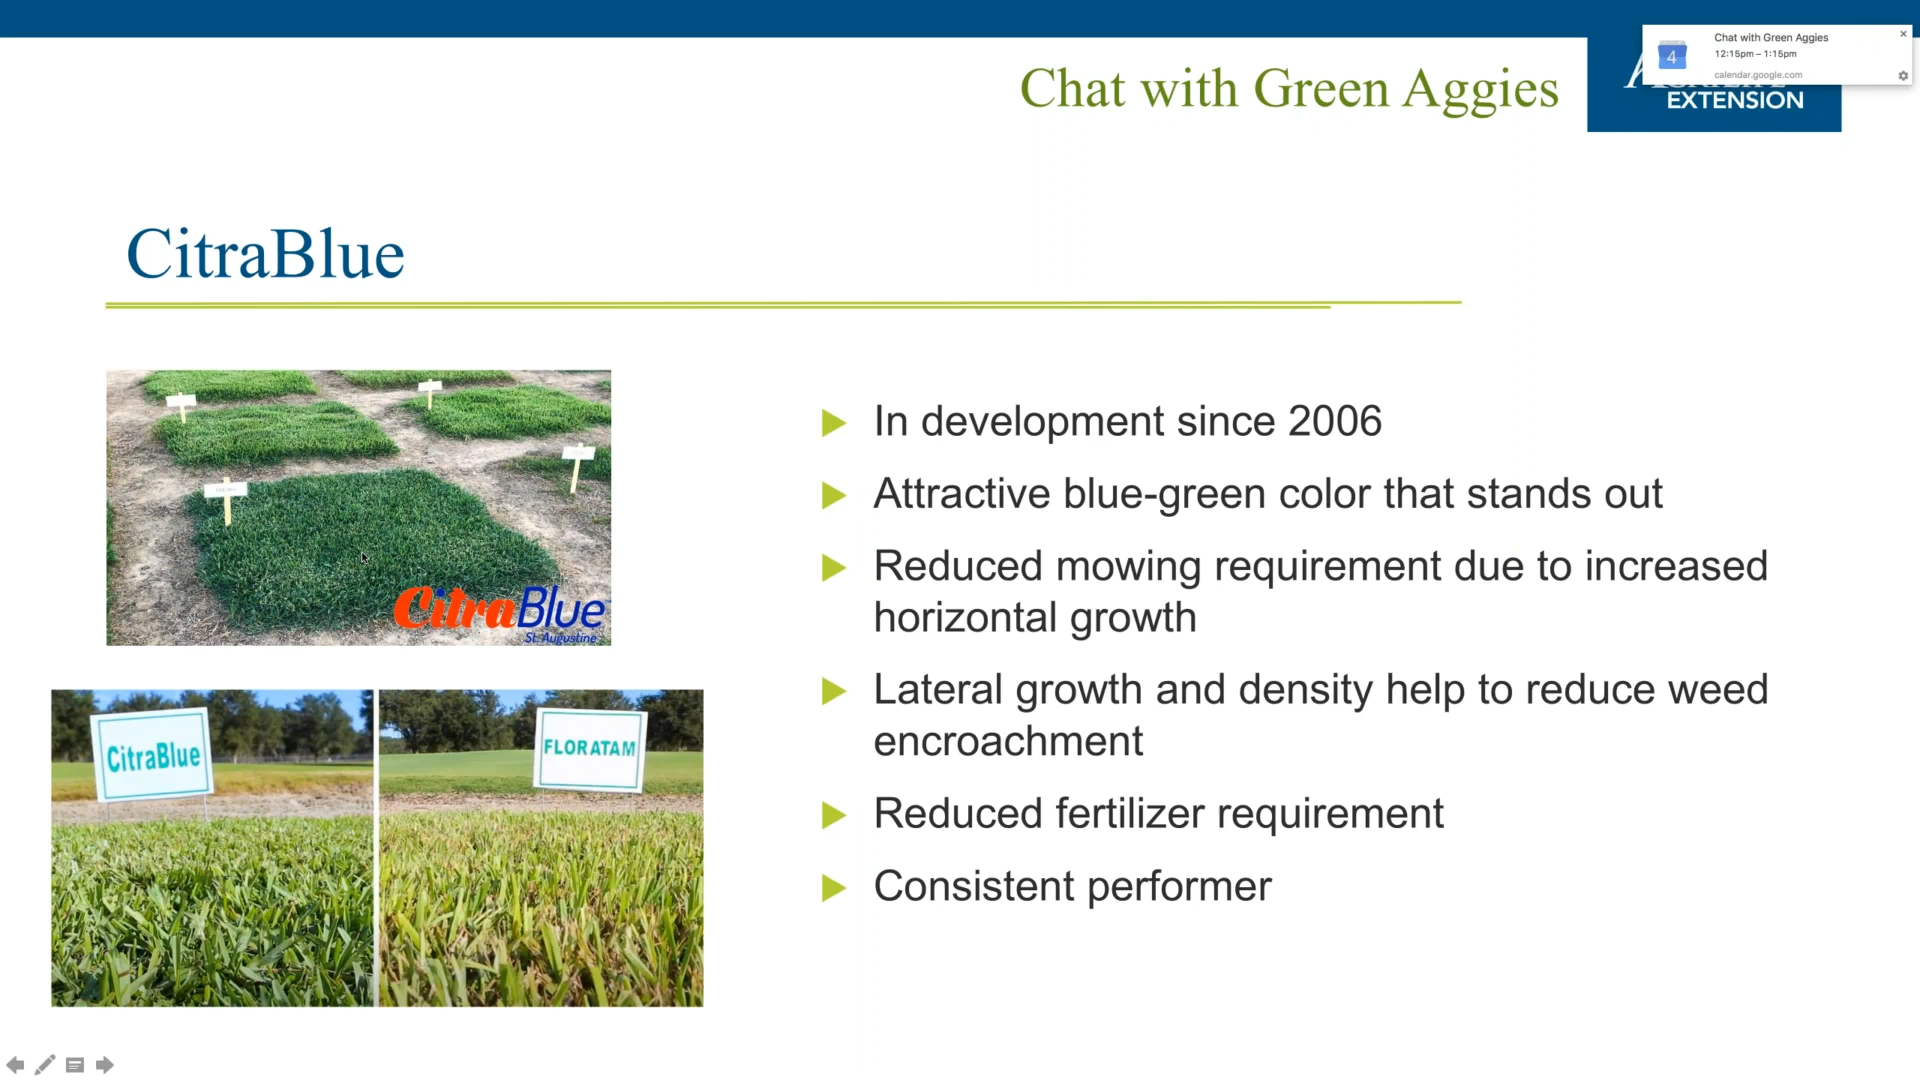 Chat with Green Aggies
12:15pm – 1:15pm
calendar.google.com
4
Chat with Green Aggies
EXTENSION
CitraBlue
CitraBlue
St. Augustine
CitraBlue
FLORATAM
In development since 2006
Attractive blue-green color that stands out
Reduced mowing requirement due to increased
horizontal growth
Lateral growth and density help to reduce weed
encroachment
Reduced fertilizer requirement
Consistent performer